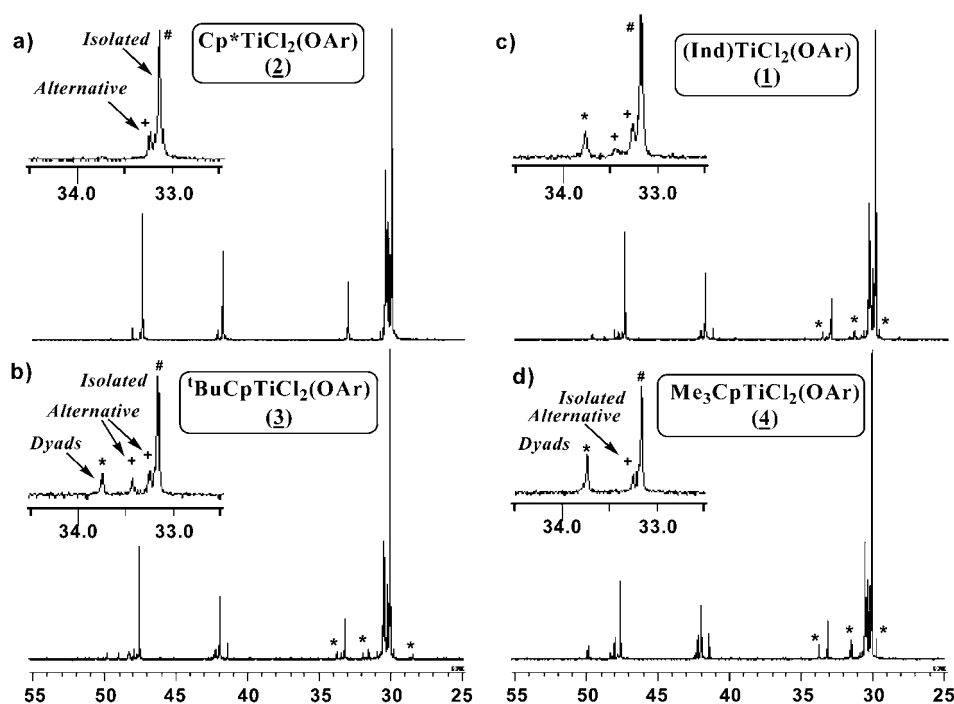 a)
Isolated
#
Alternative
+
Cp*TiCl2(OAr)
(2)
34.0 33.0
c)
#
*
+
+
(Ind)TiCl2(OAr)
(1)
34.0 33.0
* * *
b)
Isolated
#
Alternative
Dyads
*
+
+
tBuCpTiCl2(OAr)
(3)
34.0 33.0
* * *
55 50 45 40 35 30 25
d)
Isolated
#
Alternative
Dyads
*
+
Me3CpTiCl2(OAr)
(4)
34.0 33.0
* * *
55 50 45 40 35 30 25